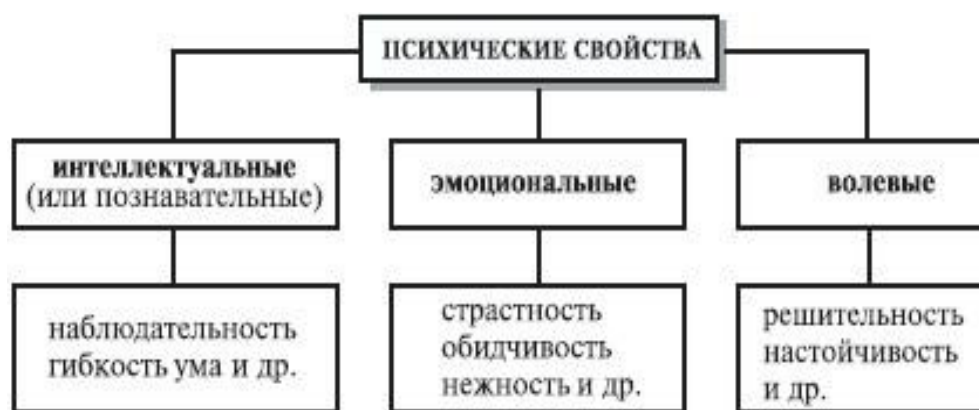 ПСИХИЧЕСКИЕ СВОЙСТВА
интеллектуальные
(или познавательные)
эмоциональные
волевые
наблюдательность
гибкость ума и др.
страстность
обидчивость
нежность и др.
решительность
настойчивость
и др.